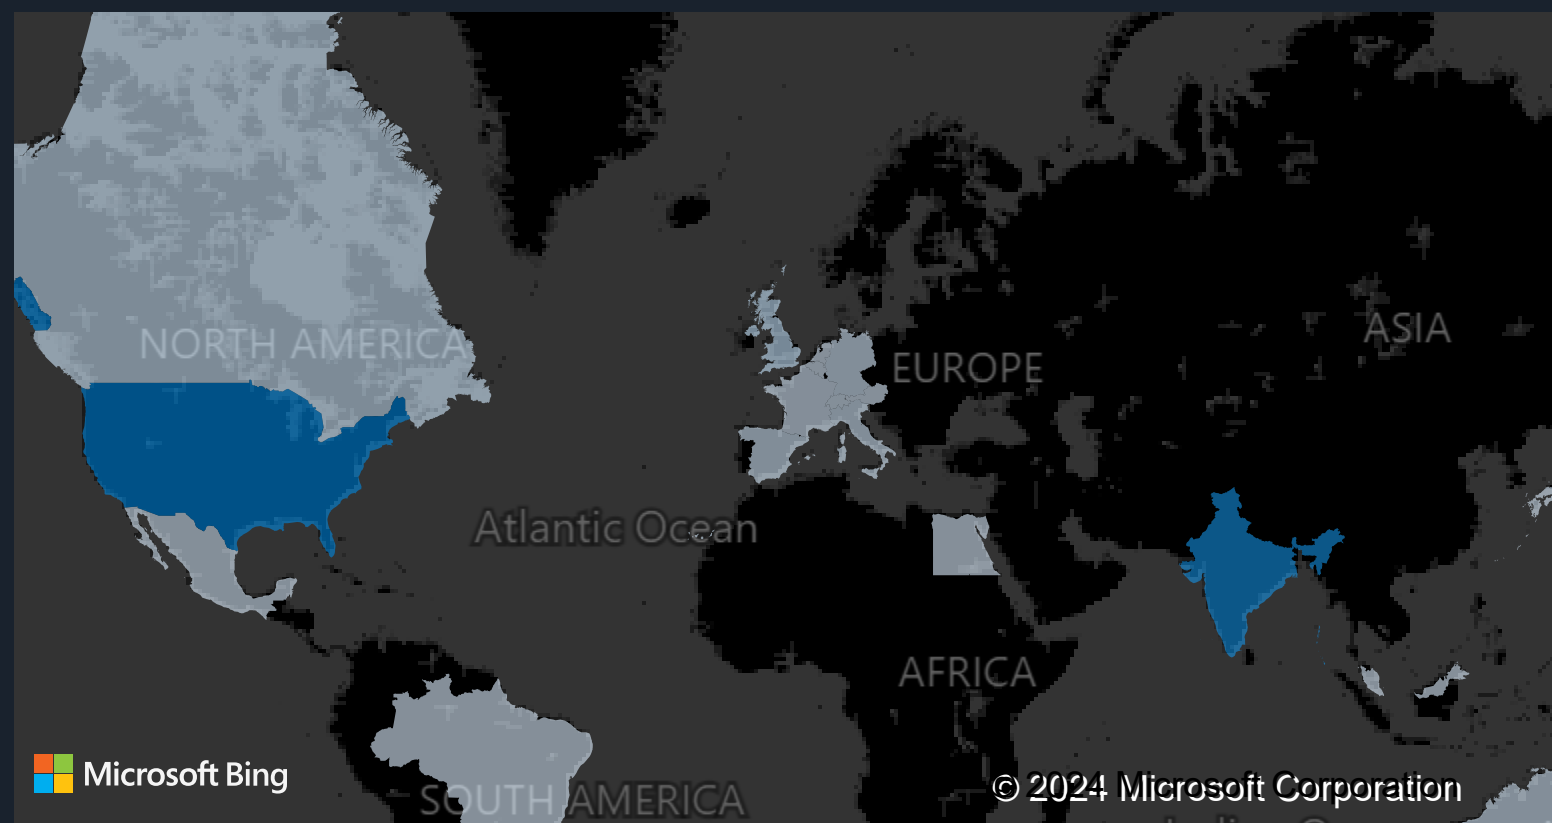 NORTH AMERICA
EUROPE
ASIA
Atlantic Ocean
AFRICA
Microsoft Bing
SOUTH AMERICA
© 2024 Microsoft Corporation